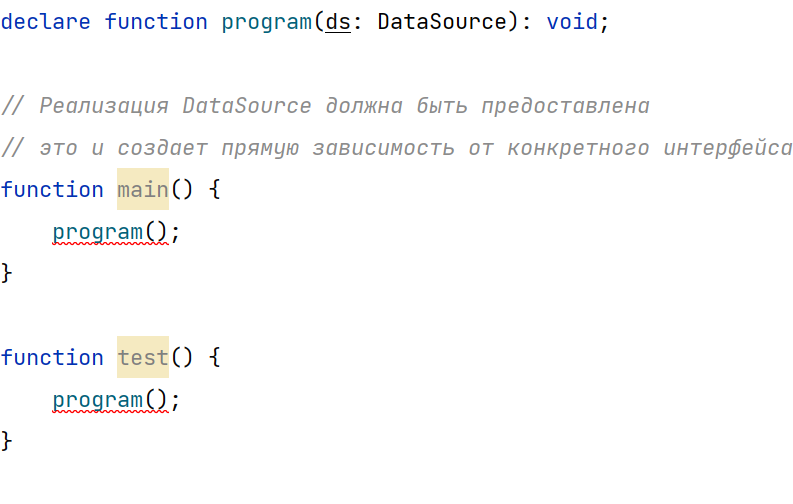 declare function program(ds: DataSource): void;
// Реализация DataSource должна быть предоставлена
// это и создает прямую зависимость от конкретного интерфейса
function main() {
    program();
}
function test() {
    program();
}